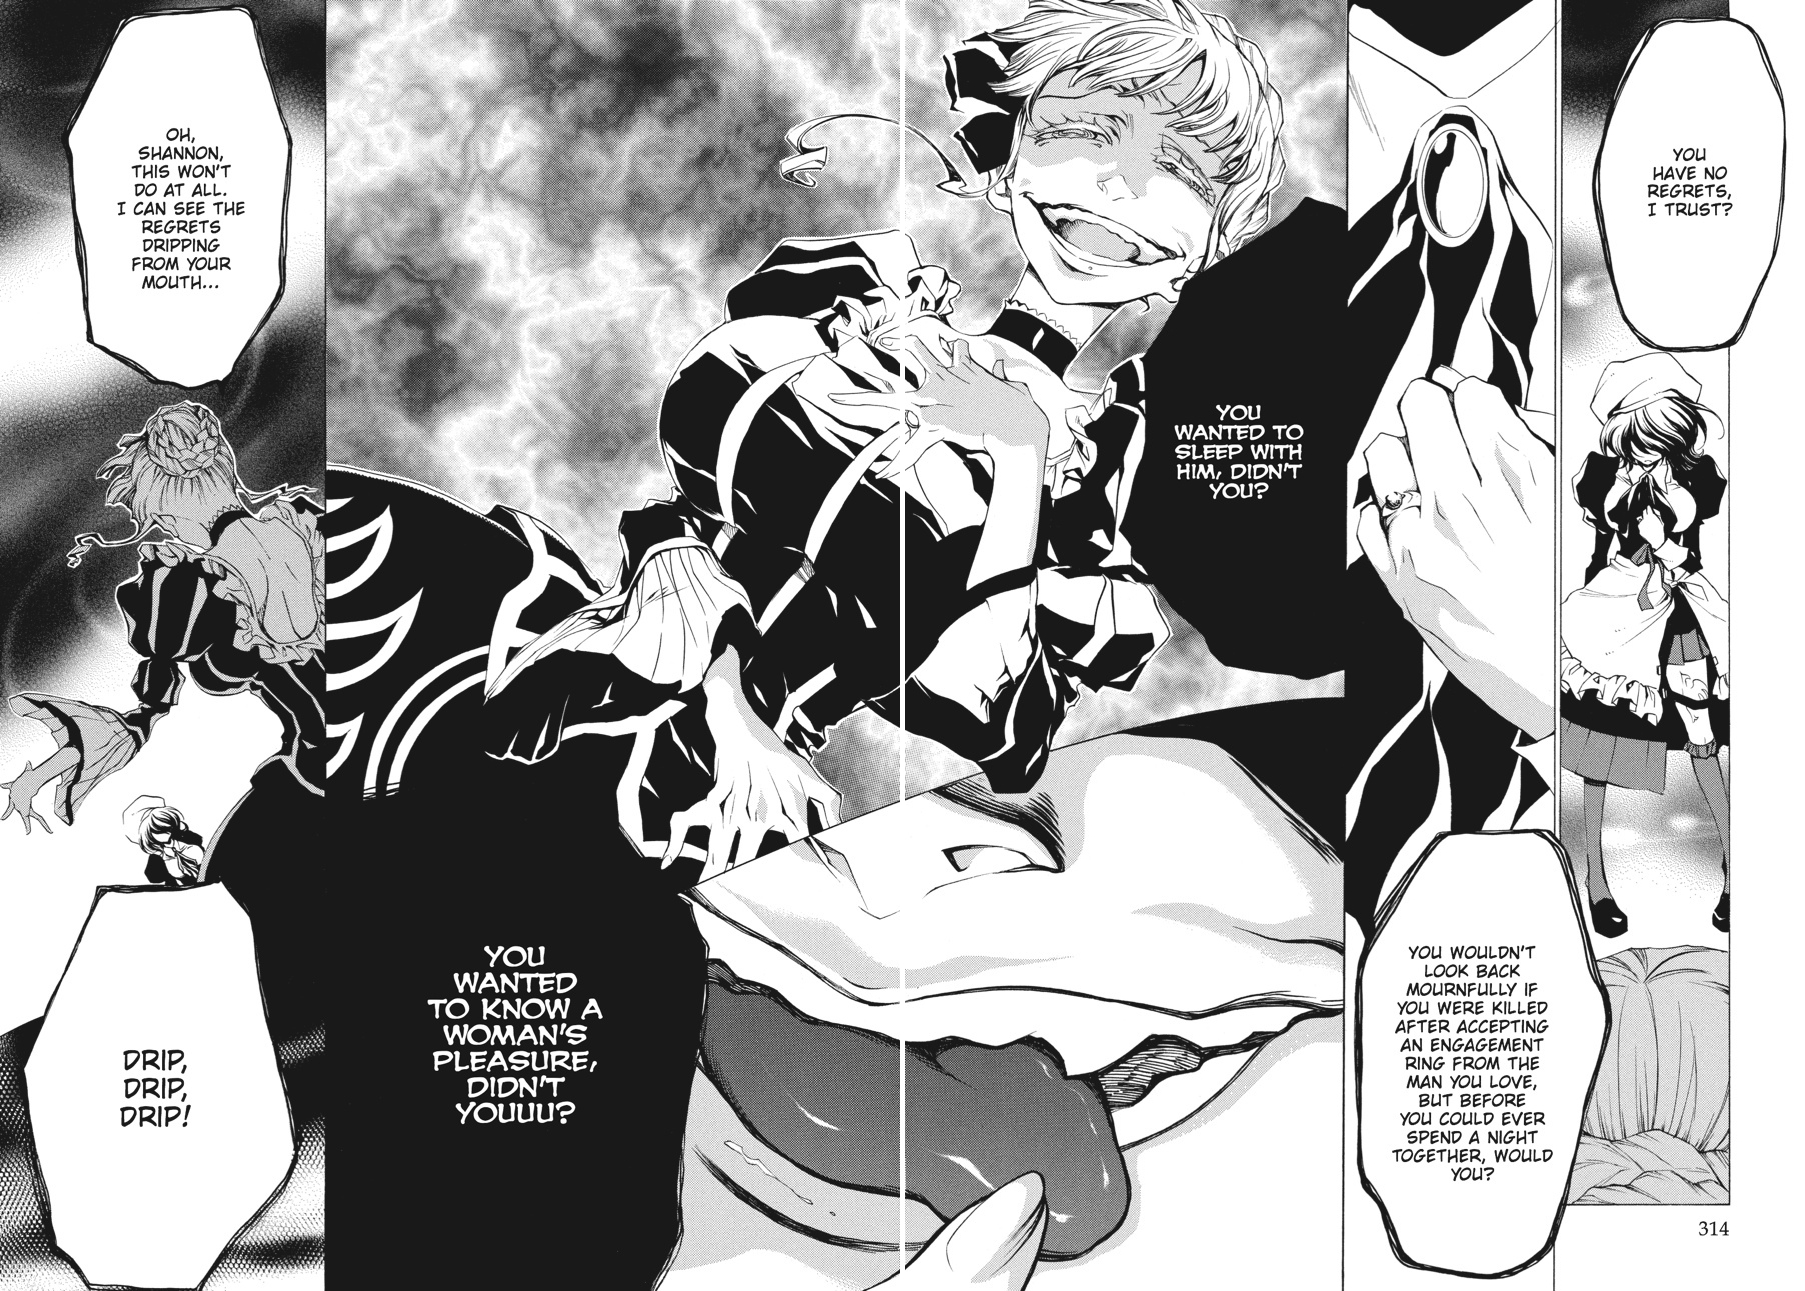 YOU
HAVE NO
REGRETS,
I TRUST?
YOU WOULDN'T
LOOK BACK
MOURNFULLY IF
YOU WERE KILLED
AFTER ACCEPTING
AN ENGAGEMENT
RING FROM THE
MAN YOU LOVE,
BUT BEFORE
YOU COULD EVER
SPEND A NIGHT
TOGETHER, WOULD
YOU?
YOU
WANTED TO
SLEEP WITH
HIM, DIDN'T
YOU?
YOU
WANTED
TO KNOW A
WOMAN'S
PLEASURE,
DIDN'T
YOUUU?
OH,
SHANNON,
THIS WON'T
DO AT ALL.
I CAN SEE THE
REGRETS
DRIPPING
FROM YOUR
MOUTH...
DRIP,
DRIP,
DRIP!
314